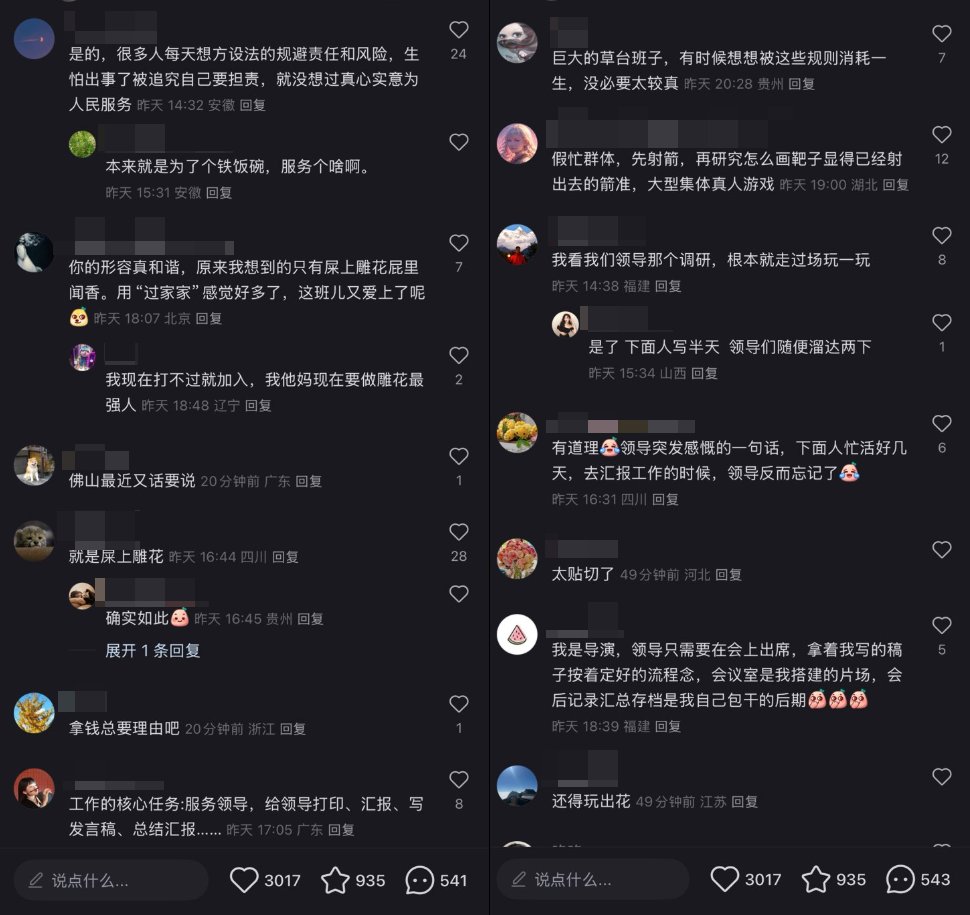 是的，很多人每天想方设法的规避责任和风险，生
怕出事了被追究自己要担责，就没想过真心实意为
人民服务 昨天 14:32 安徽 回复
24
本来就是为了个铁饭碗，服务个啥啊。
昨天 15:31 安徽 回复
你的形容真和谐，原来我想到的只有屎上雕花屁里
闻香。用“过家家”感觉好多了，这班儿又爱上了呢
昨天 18:07 北京 回复
7
我现在打不过就加入，我他妈现在要做雕花最
强人 昨天 18:48 辽宁 回复
2
佛山最近又话要说 20分钟前 广东 回复
1
就是屎上雕花 昨天 16:44 四川 回复
28
确实如此 昨天 16:45 贵州 回复
展开 1 条回复
拿钱总要理由吧 20分钟前 浙江 回复
1
工作的核心任务:服务领导，给领导打印、汇报、写
发言稿、总结汇报…… 昨天 17:05 广东 回复
8
说点什么... 3017 935 541
巨大的草台班子，有时候想想被这些规则消耗一
生，没必要太较真 昨天 20:28 贵州 回复
7
假忙群体，先射箭，再研究怎么画靶子显得已经射
出去的箭准，大型集体真人游戏 昨天 19:00 湖北 回复
12
我看我们领导那个调研，根本就走过场玩一玩
昨天 14:38 福建 回复
8
是了 下面人写半天 领导们随便溜达两下
昨天 15:34 山西 回复
1
有道理😂领导突发感慨的一句话，下面人忙活好几
天，去汇报工作的时候，领导反而忘记了😂
昨天 16:31 四川 回复
6
太贴切了 49分钟前 河北 回复
我是导演，领导只需要在会上出席，拿着我写的稿
子按着定好的流程念，会议室是我搭建的片场，会
后记录汇总存档是我自己包干的后期
昨天 18:39 福建 回复
5
还得玩出花 49分钟前 江苏 回复
说点什么... 3017 935 543